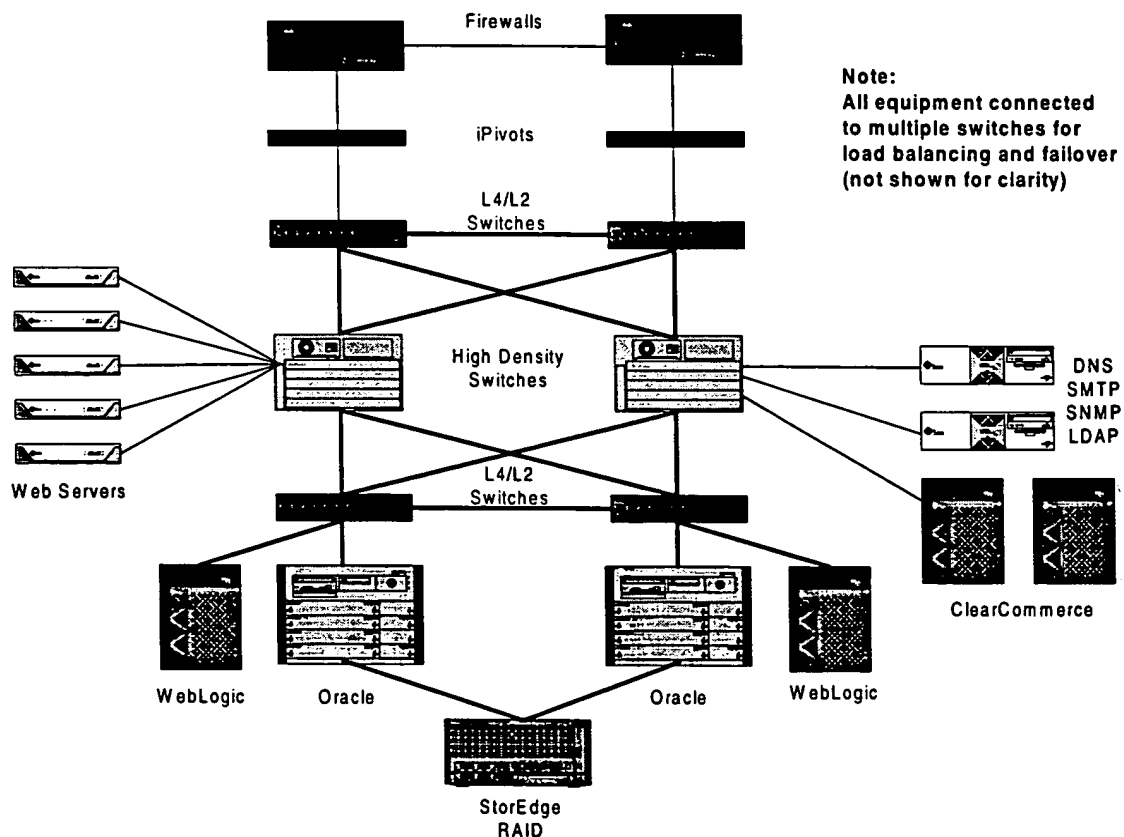 Firewalls
Note:
All equipment connected
to multiple switches for
load balancing and failover
(not shown for clarity)
iPivots
L4/L2
Switches
High Density
Switches
DNS
SMTP
SNMP
LDAP
Web Servers
L4/L2
Switches
ClearCommerce
WebLogic
Oracle
Oracle
WebLogic
StorEdge
RAID